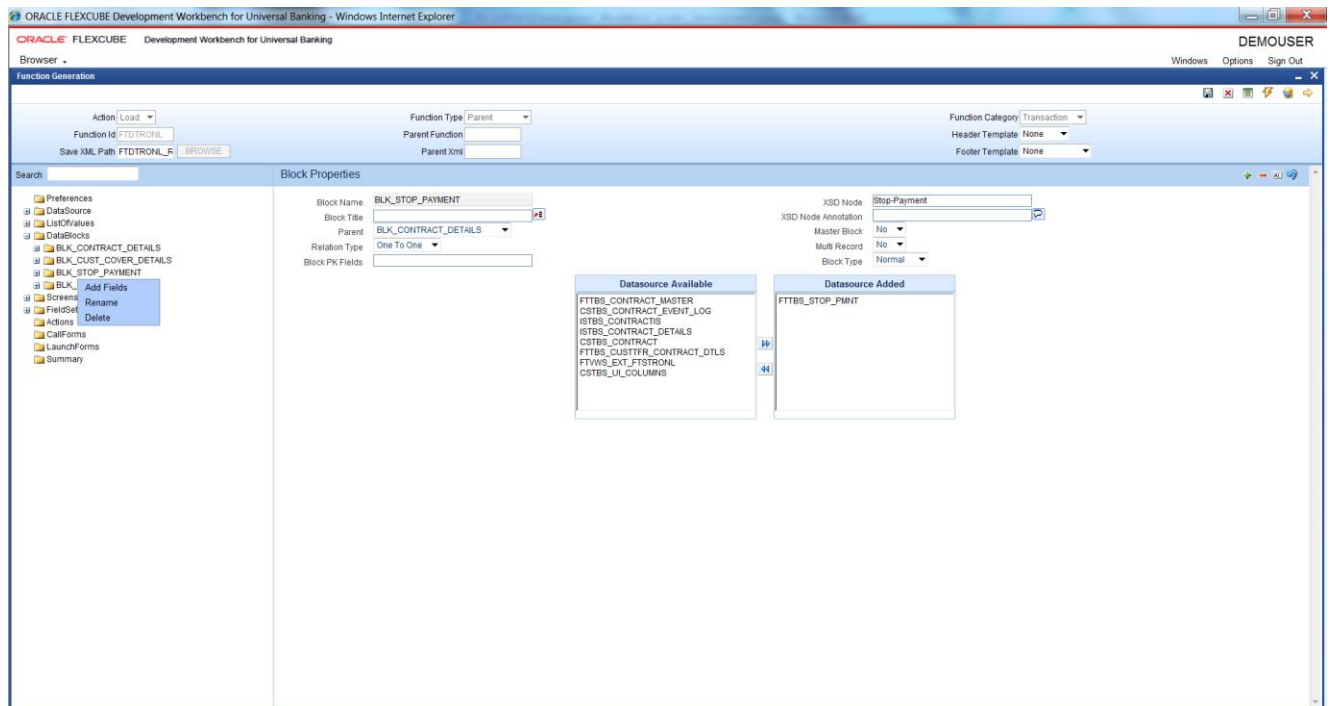 ORACLE FLEXCUBE Development Workbench for Universal Banking - Windows Internet Explorer
ORACLE FLEXCUBE Development Workbench for Universal Banking
DEMOUSER
Browser
Windows Options Sign Out
Function Generation
Action Load
Function Type Parent
Function Category Transaction
Function Id FTDTRONL
Parent Function
Header Template None
Save XML Path FTDTRONL_R BROWSE
Parent Xml
Footer Template None
Search
Block Properties
Preferences
DataSource
ListOfValues
DataBlocks
BLK_CONTRACT_DETAILS
BLK_CUST_COVER_DETAILS
BLK_STOP_PAYMENT
BLK_
Add Fields
Rename
Delete
Screens
FieldSet
Actions
CallForms
LaunchForms
Summary
Block Name BLK_STOP_PAYMENT
XSD Node Stop-Payment
Block Title
XSD Node Annotation
Parent BLK_CONTRACT_DETAILS
Master Block No
Relation Type One To One
Multi Record No
Block PK Fields
Block Type Normal
Datasource Available
FTTBS_CONTRACT_MASTER
CSTBS_CONTRACT_EVENT_LOG
ISTBS_CONTRACTIS
ISTBS_CONTRACT_DETAILS
CSTBS_CONTRACT
FTTBS_CUSTTFR_CONTRACT_DTLS
FTVWS_EXT_FTSTRONL
CSTBS_UI_COLUMNS
Datasource Added
FTTBS_STOP_PMNT